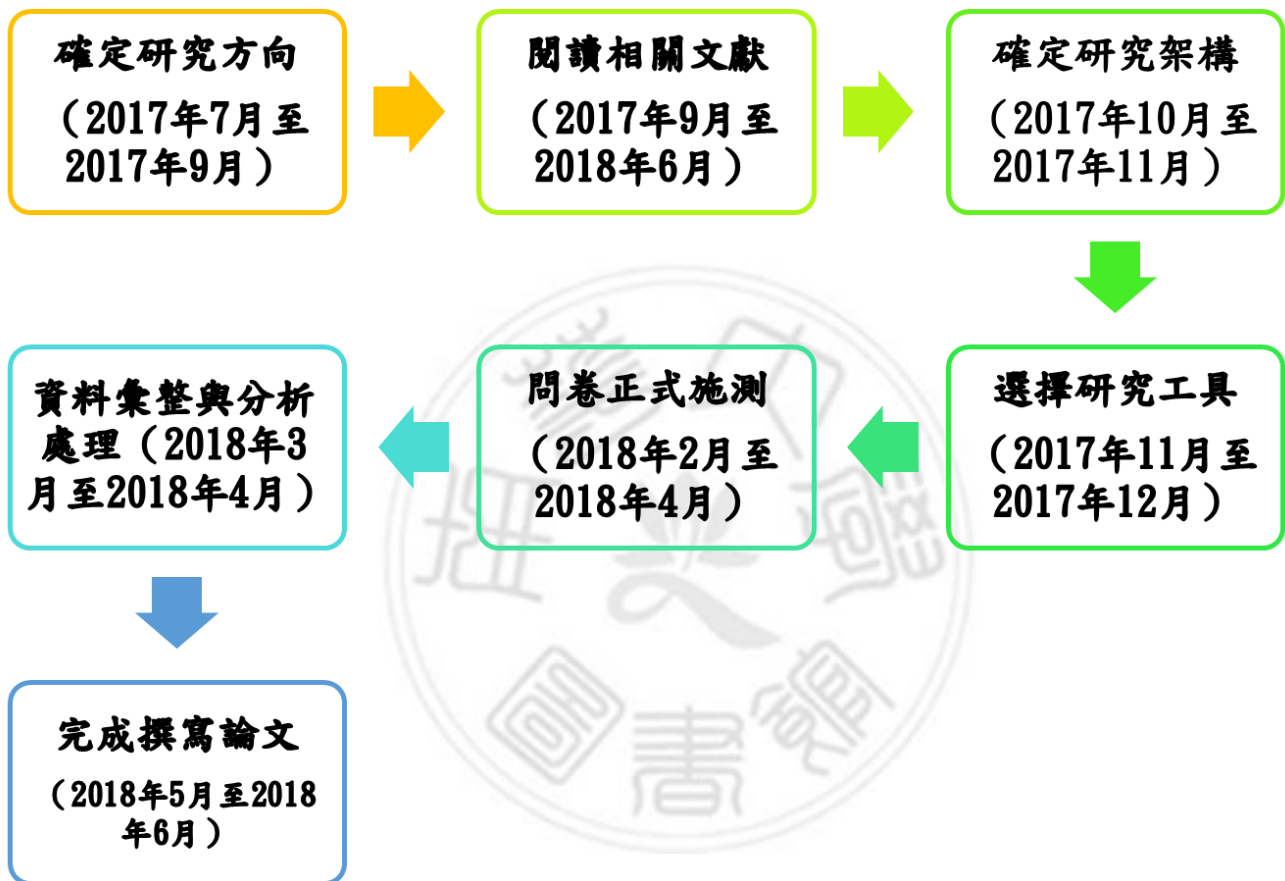 確定研究方向
（2017年7月至
2017年9月）
閱讀相關文獻
（2017年9月至
2018年6月）
確定研究架構
（2017年10月至
2017年11月）
選擇研究工具
（2017年11月至
2017年12月）
問卷正式施測
（2018年2月至
2018年4月）
資料彙整與分析
處理（2018年3
月至2018年4月）
完成撰寫論文
（2018年5月至2018
年6月）